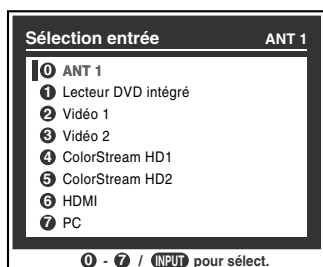 Sélection entrée ANT 1
0 ANT 1
1 Lecteur DVD intégré
2 Vidéo 1
3 Vidéo 2
4 ColorStream HD1
5 ColorStream HD2
6 HDMI
7 PC
0 - 7 / INPUT pour sélect.